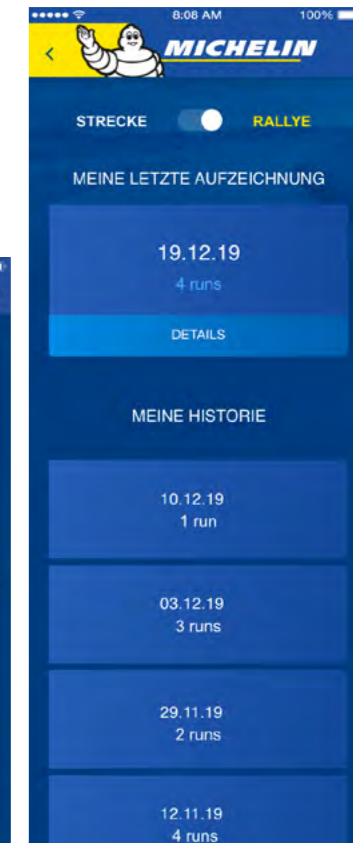 8:08 AM
100%
MICHELIN
STRECKE
RALLYE
MEINE LETZTE AUFZEICHNUNG
19.12.19
4 runs
DETAILS
MEINE HISTORIE
10.12.19
1 run
03.12.19
3 runs
29.11.19
2 runs
12.11.19
4 runs